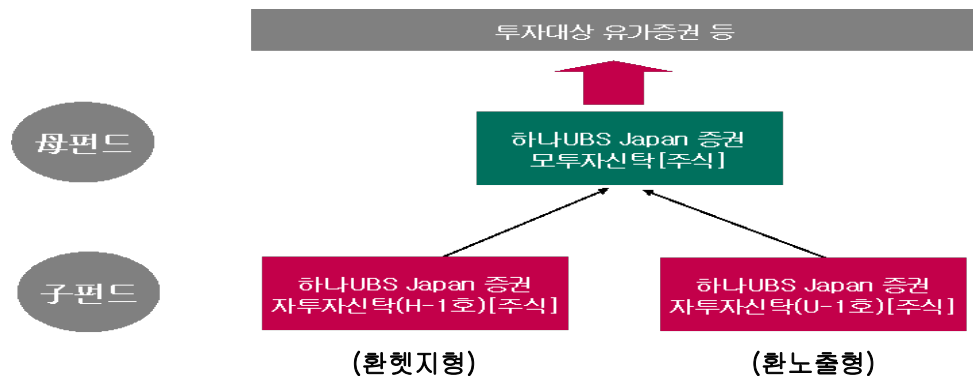 투자대상 유가증권 등
母펀드
하나UBS Japan 증권
모투자신탁[주식]
子펀드
하나UBS Japan 증권
자투자신탁(H-1호)[주식]
하나UBS Japan 증권
자투자신탁(U-1호)[주식]
(환헷지형)
(환노출형)